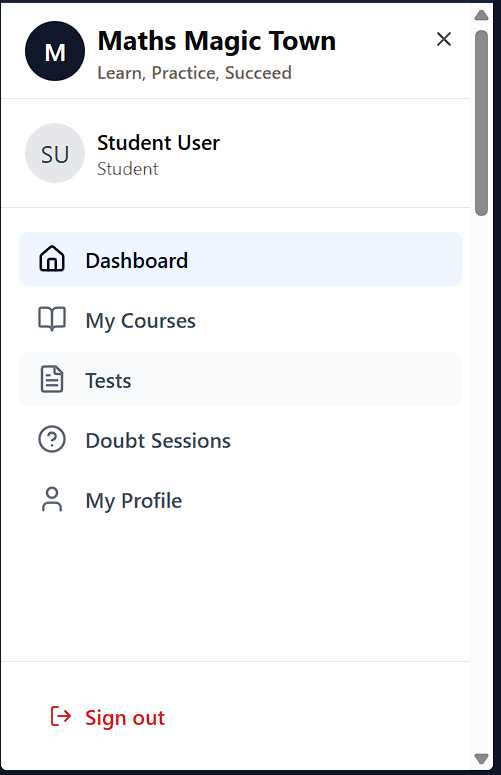 M
Maths Magic Town
Learn, Practice, Succeed
SU
Student User
Student
Dashboard
My Courses
Tests
Doubt Sessions
My Profile
Sign out